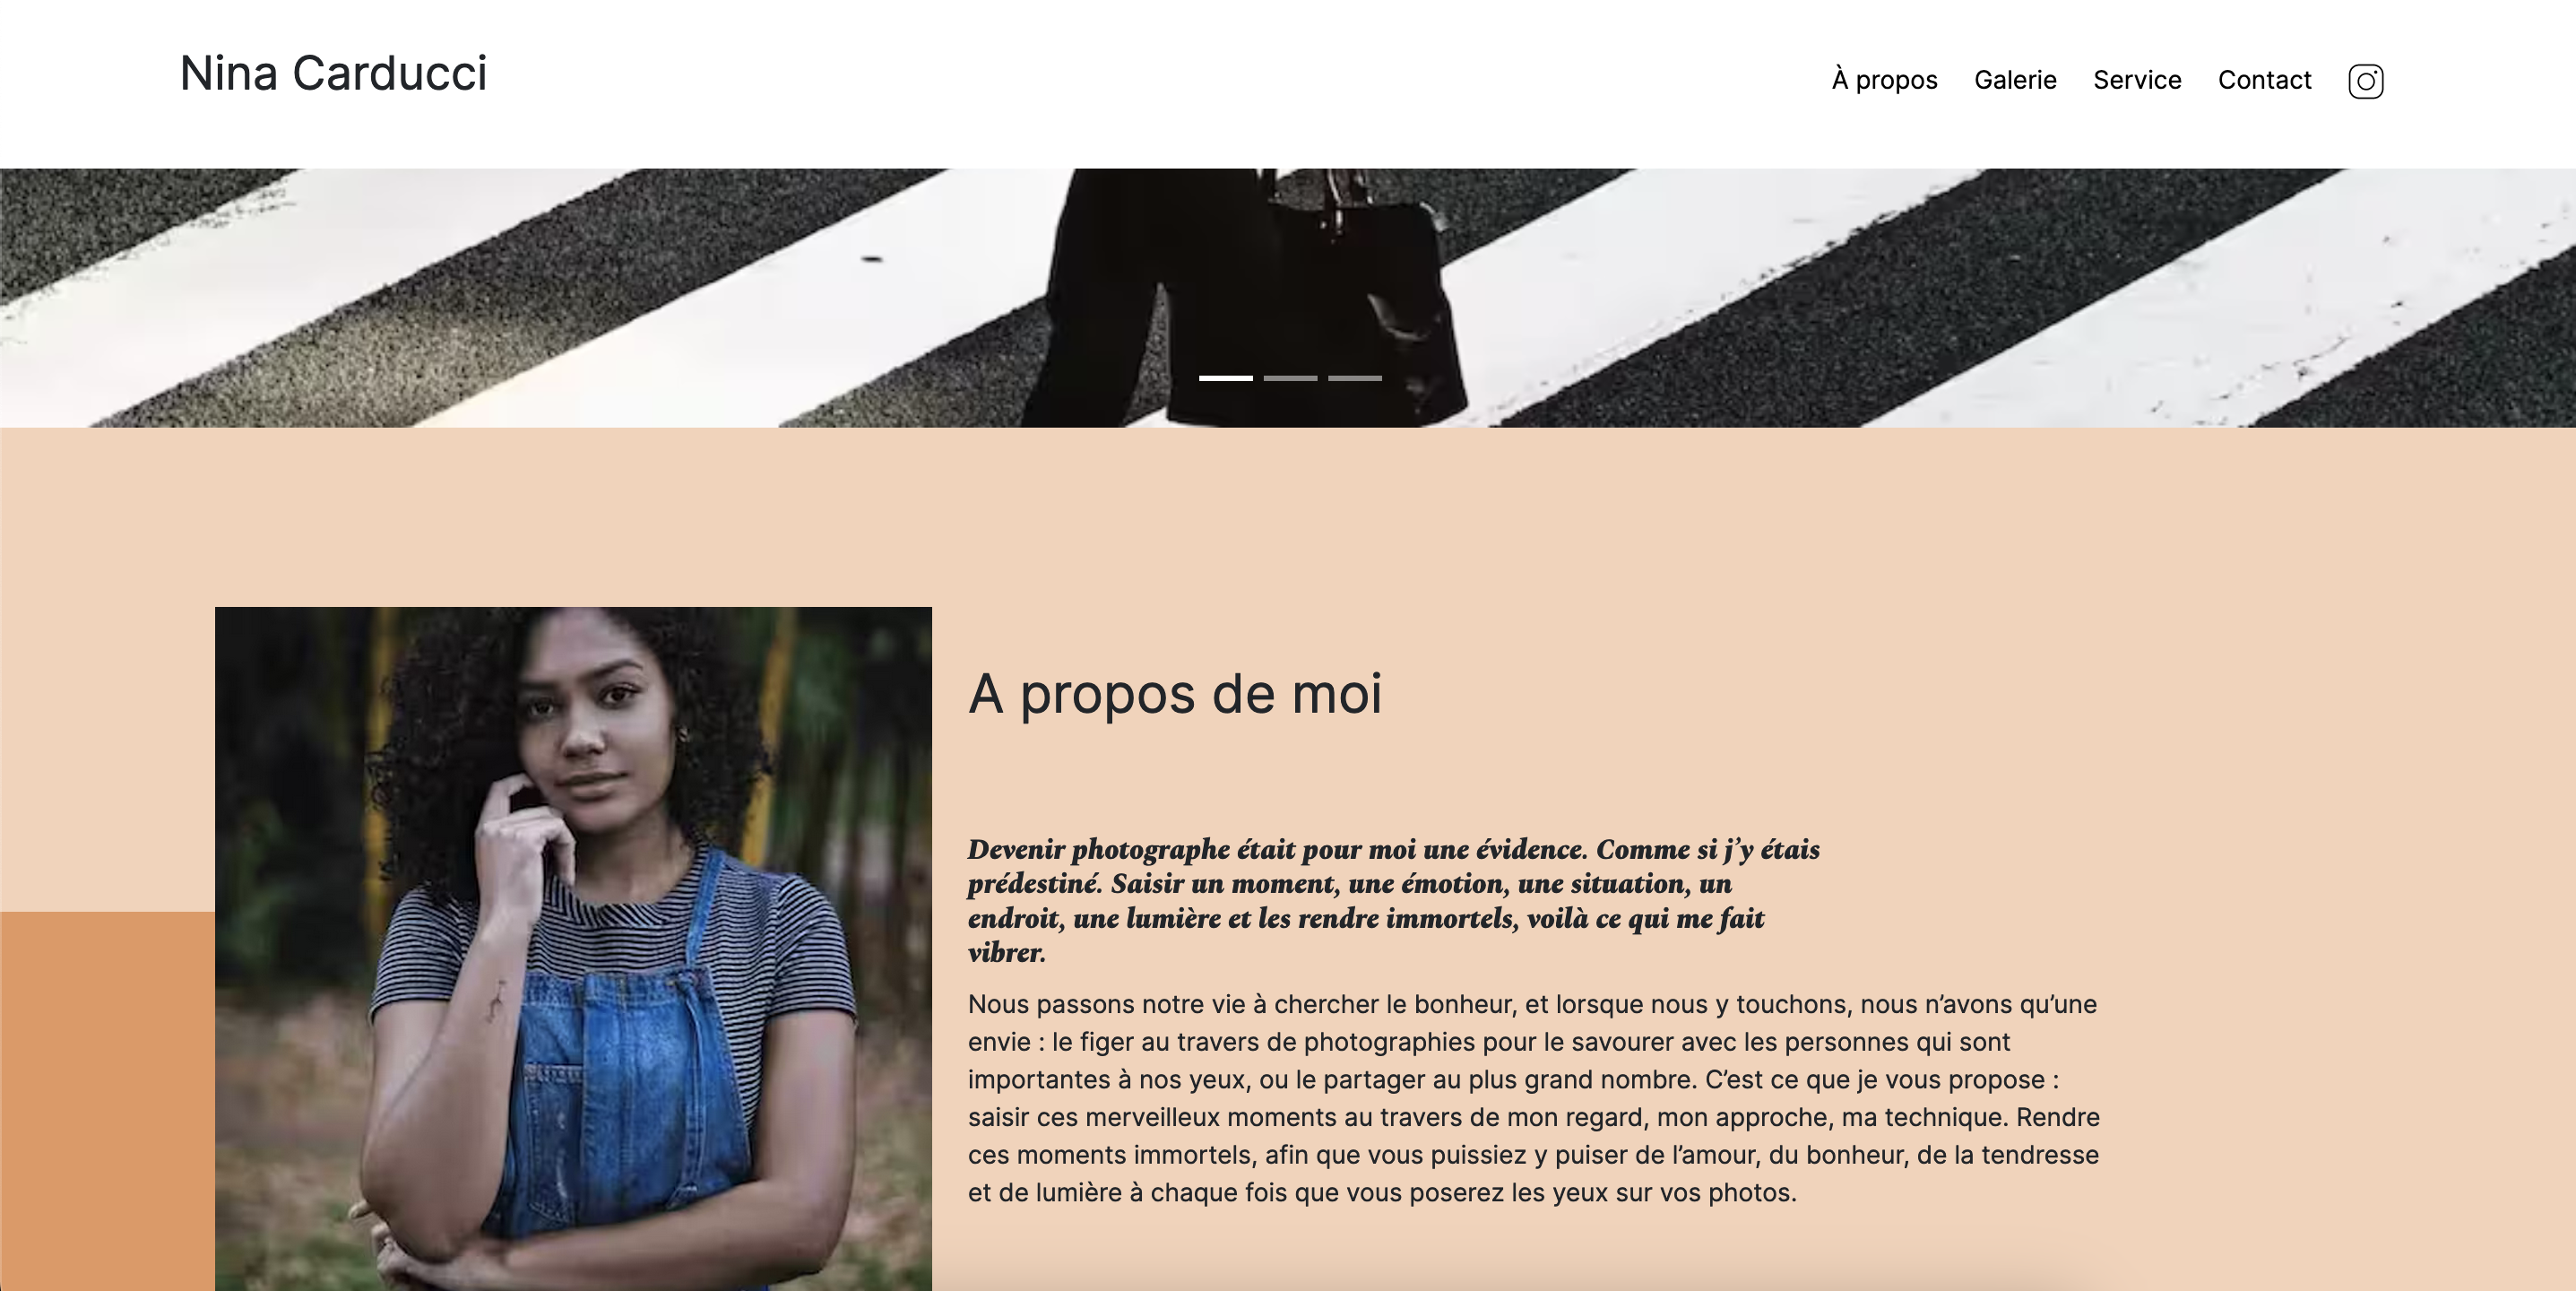 Nina Carducci
À propos Galerie Service Contact
A propos de moi
Devenir photographe était pour moi une évidence. Comme si j’y étais
prédestiné. Saisir un moment, une émotion, une situation, un
endroit, une lumière et les rendre immortels, voilà ce qui me fait
vibrer.
Nous passons notre vie à chercher le bonheur, et lorsque nous y touchons, nous n’avons qu’une
envie : le figer au travers de photographies pour le savourer avec les personnes qui sont
importantes à nos yeux, ou le partager au plus grand nombre. C’est ce que je vous propose :
saisir ces merveilleux moments au travers de mon regard, mon approche, ma technique. Rendre
ces moments immortels, afin que vous puissiez y puiser de l’amour, du bonheur, de la tendresse
et de lumière à chaque fois que vous poserez les yeux sur vos photos.